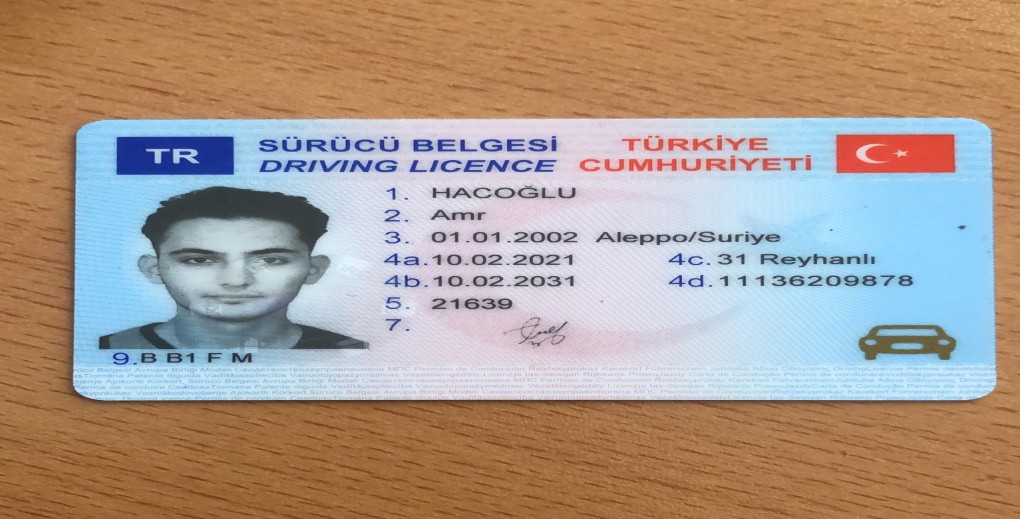 TR SÜRÜCÜ BELGESİ TÜRKİYE
DRIVING LICENCE CUMHURİYETİ
1. HACOĞLU
2. Amr
3. 01.01.2002 Aleppo/Suriye
4a. 10.02.2021 4c. 31 Reyhanlı
4b. 10.02.2031 4d. 11136209878
5. 21639
7.
9. B B1 F M